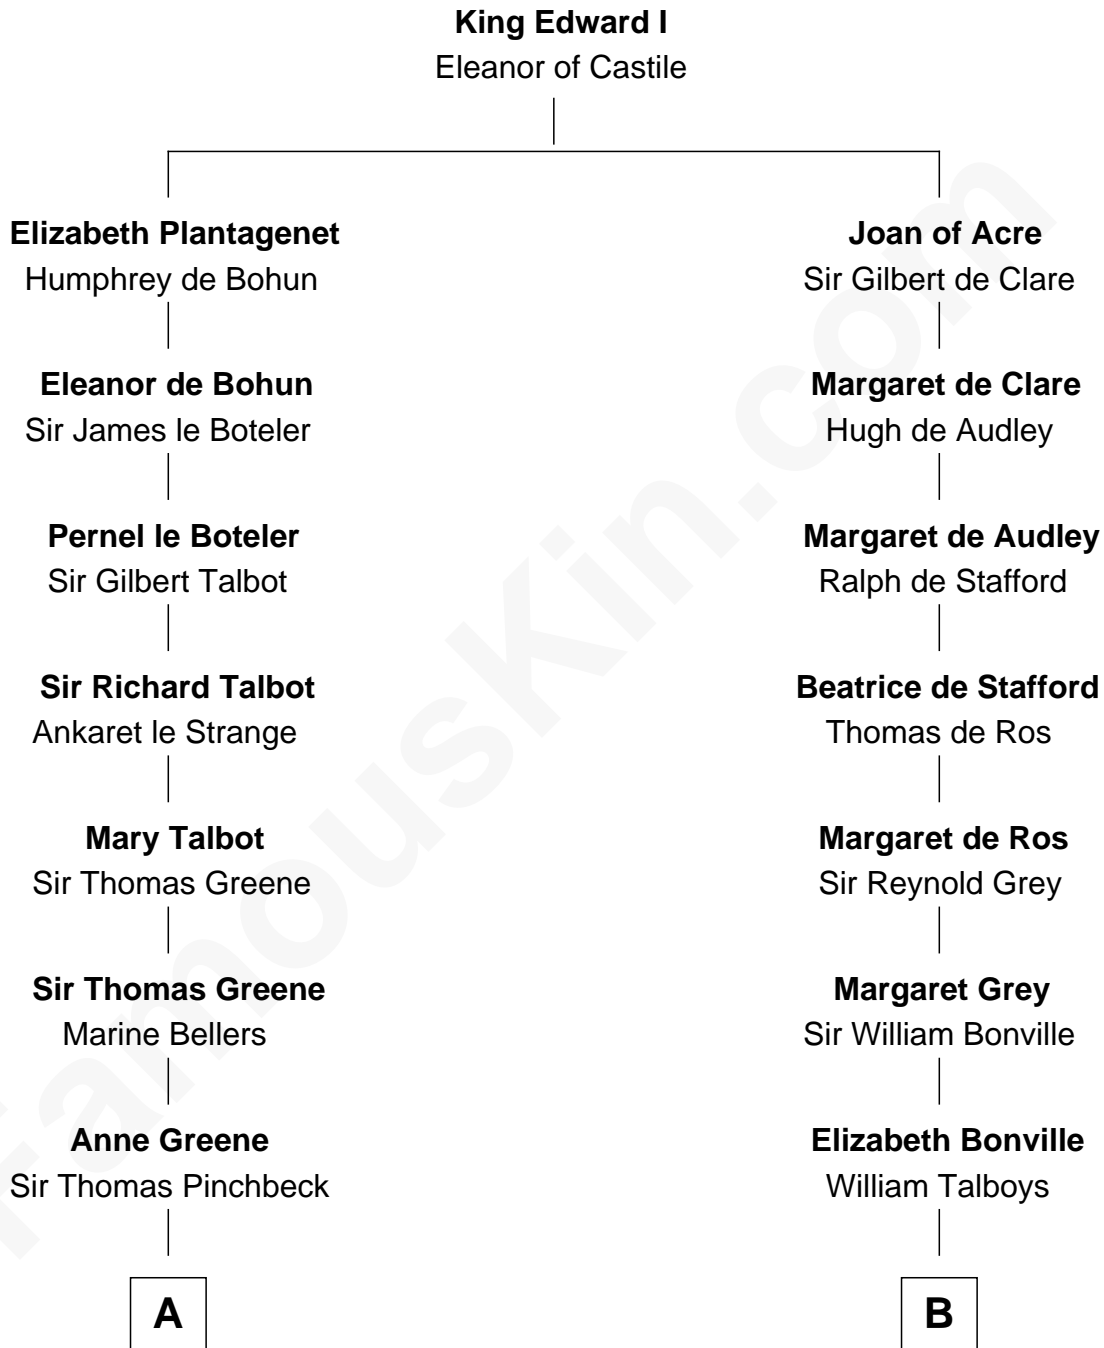 King Edward I
Eleanor of Castile
Elizabeth Plantagenet
Humphrey de Bohun
Joan of Acre
Sir Gilbert de Clare
Eleanor de Bohun
Sir James le Boteler
Margaret de Clare
Hugh de Audley
Pernel le Boteler
Sir Gilbert Talbot
Margaret de Audley
Ralph de Stafford
Sir Richard Talbot
Ankaret le Strange
Beatrice de Stafford
Thomas de Ros
Mary Talbot
Sir Thomas Greene
Margaret de Ros
Sir Reynold Grey
Sir Thomas Greene
Marine Bellers
Margaret Grey
Sir William Bonville
Anne Greene
Sir Thomas Pinchbeck
Elizabeth Bonville
William Talboys
A
B
FamousKin.com